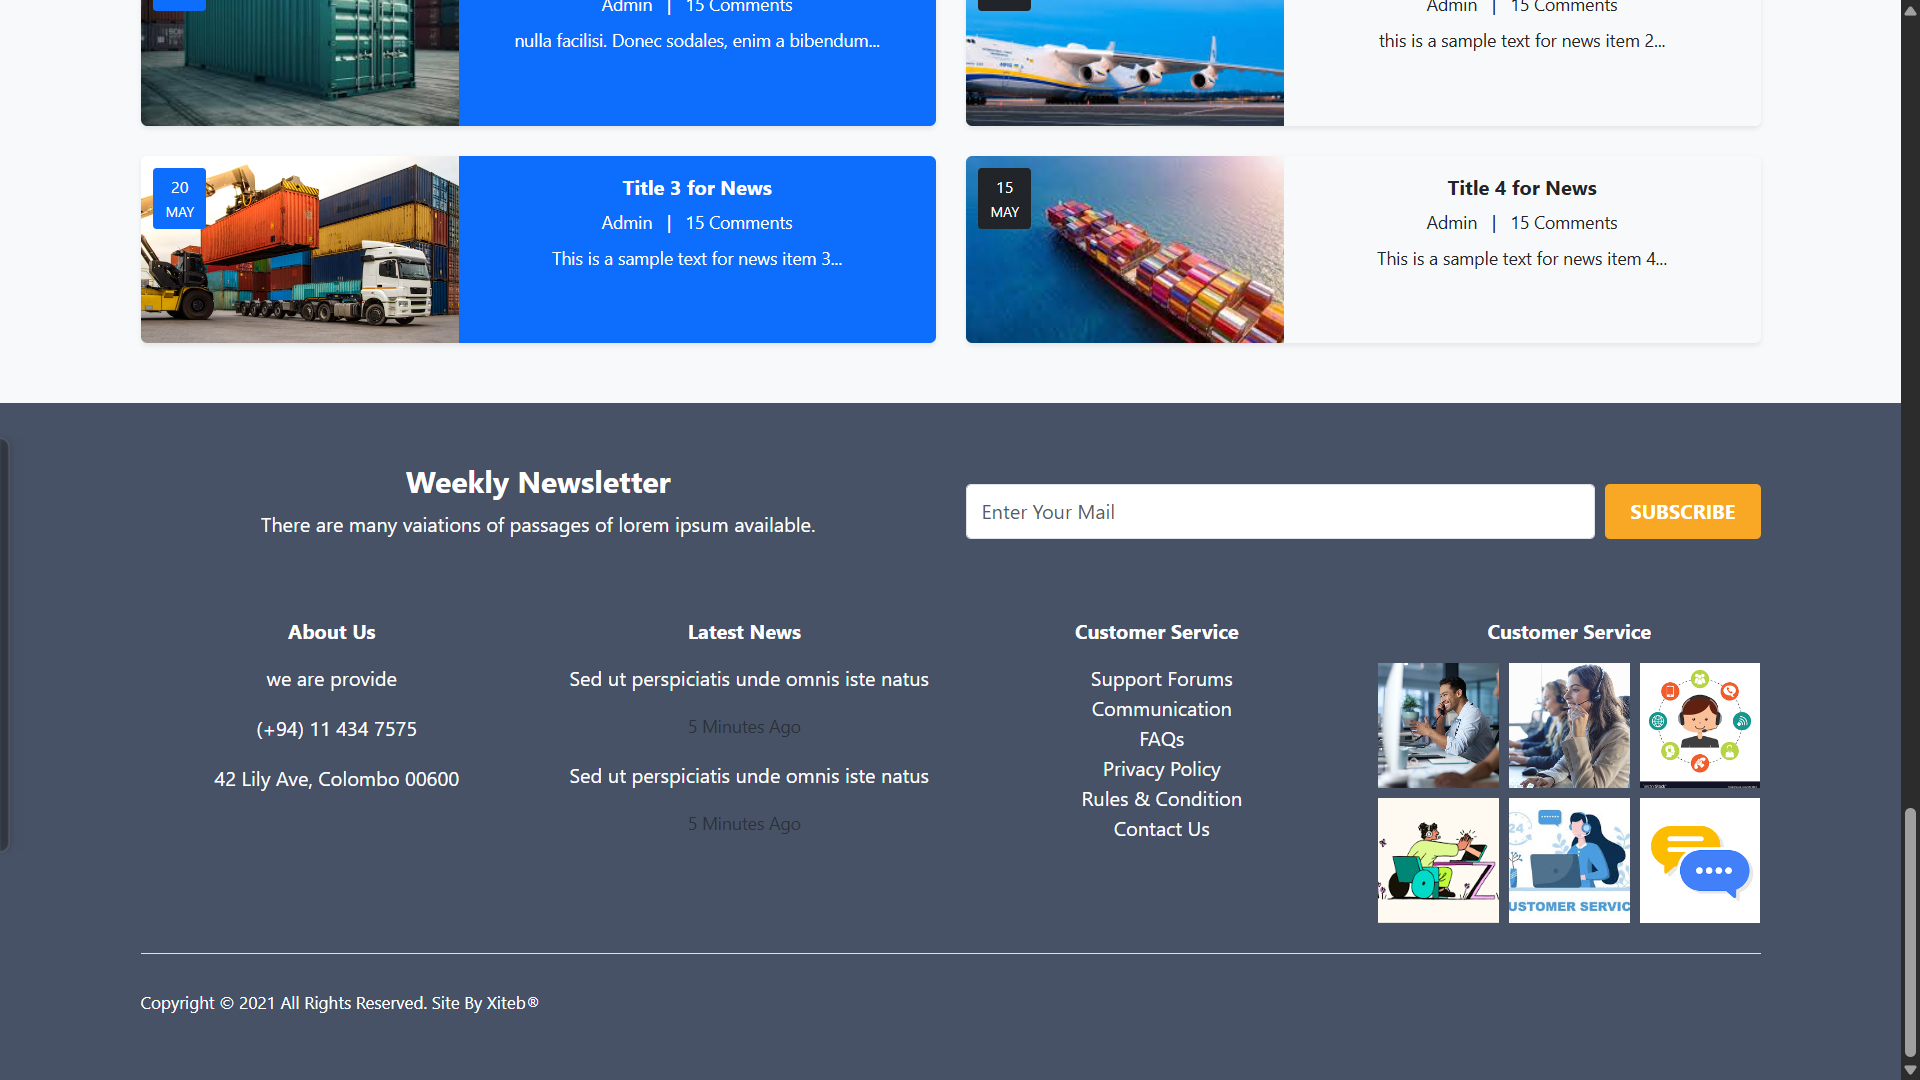 Admin | 15 Comments
nulla facilisi. Donec sodales, enim a bibendum...
Admin | 15 Comments
this is a sample text for news item 2...
20
MAY
Title 3 for News
Admin | 15 Comments
This is a sample text for news item 3...
15
MAY
Title 4 for News
Admin | 15 Comments
This is a sample text for news item 4...
Weekly Newsletter
There are many vaiations of passages of lorem ipsum available.
Enter Your Mail
SUBSCRIBE
About Us
we are provide
(+94) 11 434 7575
42 Lily Ave, Colombo 00600
Latest News
Sed ut perspiciatis unde omnis iste natus
5 Minutes Ago
Sed ut perspiciatis unde omnis iste natus
5 Minutes Ago
Customer Service
Support Forums
Communication
FAQs
Privacy Policy
Rules & Condition
Contact Us
Customer Service
24
USTOMER SERVIC
Copyright © 2021 All Rights Reserved. Site By Xiteb®